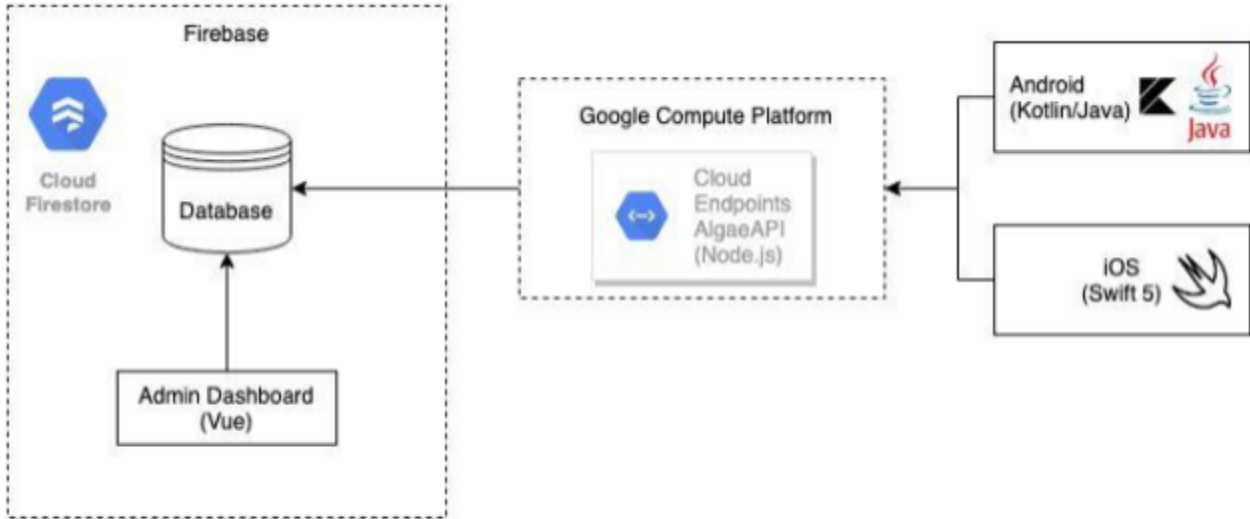 Firebase
Cloud
Firestore
Database
Admin Dashboard
(Vue)
Google Compute Platform
Cloud
Endpoints
AlgaeAPI
(Node.js)
Android
(Kotlin/Java)
Java
iOS
(Swift 5)